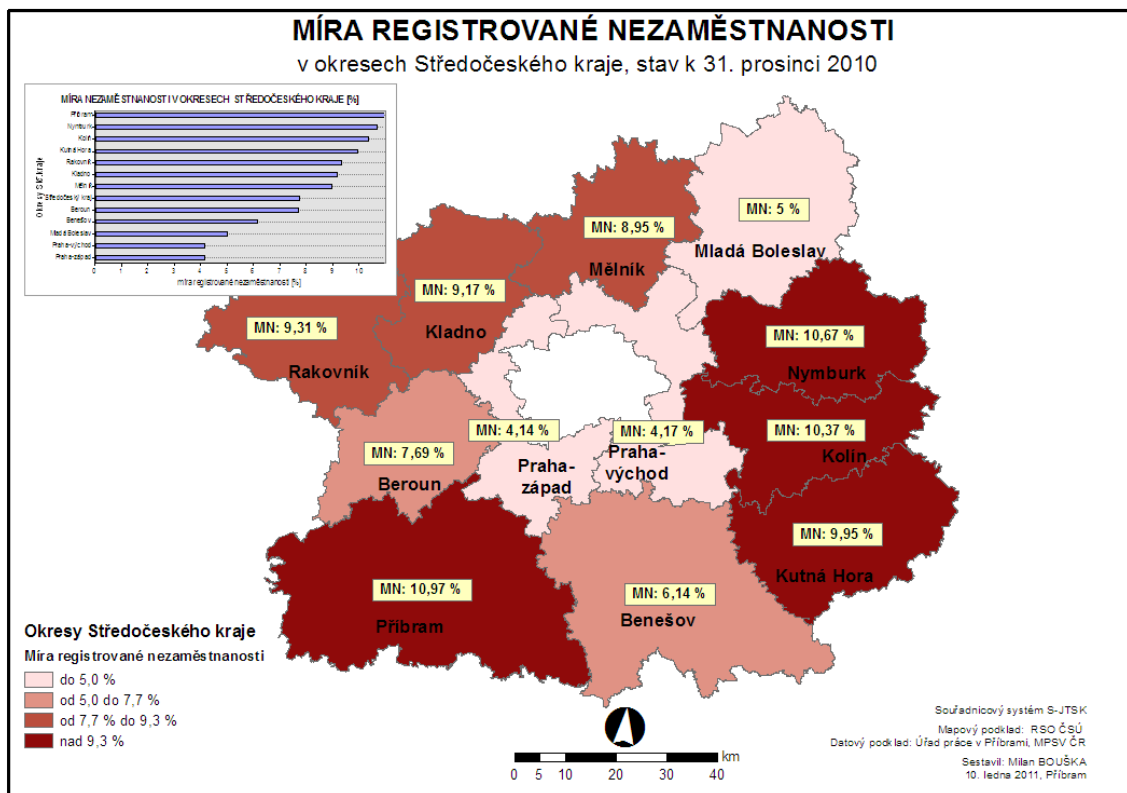 MÍRA REGISTROVANÉ NEZAMĚSTNANOSTI
v okresech Středočeského kraje, stav k 31. prosinci 2010
MÍRA NEZAMĚSTNANOSTI V OKRESECH STŘEDOČESKÉHO KRAJE [%]
Okresy Stř. kraje
Příbram
Nymburk
Kolín
Kutná Hora
Rakovník
Kladno
Mělník
Středočeský kraj
Beroun
Benešov
Mladá Boleslav
Praha-východ
Praha-západ
0 1 2 3 4 5 6 7 8 9 10 11
míra registrované nezaměstnanosti [%]
MN: 5 %
Mladá Boleslav
MN: 8,95 %
Mělník
MN: 9,17 %
Kladno
MN: 9,31 %
Rakovník
MN: 10,67 %
Nymburk
MN: 10,37 %
Kolín
MN: 4,14 %
Praha-
západ
MN: 4,17 %
Praha-
východ
MN: 7,69 %
Beroun
MN: 9,95 %
Kutná Hora
MN: 10,97 %
Příbram
MN: 6,14 %
Benešov
Okresy Středočeského kraje
Míra registrované nezaměstnanosti
do 5,0 %
od 5,0 do 7,7 %
od 7,7 % do 9,3 %
nad 9,3 %
km
0 5 10 20 30 40
Souřadnicový systém S-JTSK
Mapový podklad: RSO ČSÚ
Datový podklad: Úřad práce v Příbrami, MPSV ČR
Sestavil: Milan BOUŠKA
10. ledna 2011, Příbram